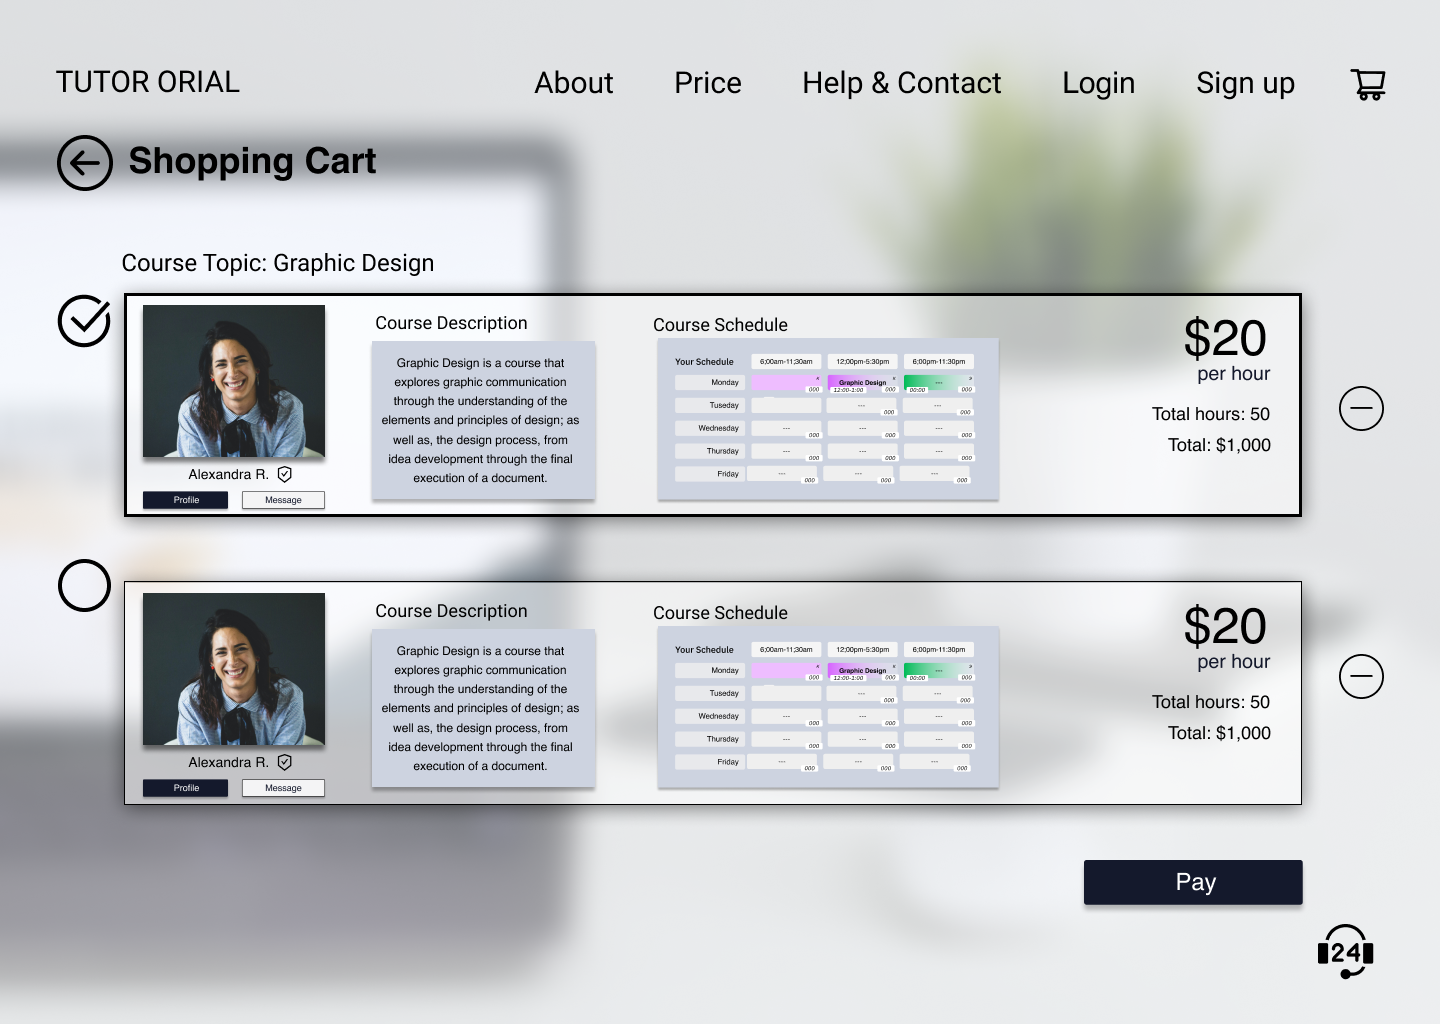 TUTOR ORIAL
About Price Help & Contact Login Sign up
Shopping Cart
Course Topic: Graphic Design
Course Description
Graphic Design is a course that
explores graphic communication
through the understanding of the
elements and principles of design; as
well as, the design process, from
idea development through the final
execution of a document.
Alexandra R.
Profile Message
Course Schedule
Your Schedule 6;00am-11;30am 12;00pm-5:30pm 6;00pm-11:30pm
Monday 000 Graphic Design 12:00-1:00 000 --- 00:00 000
Tuseday --- 000 --- 000
Wednesday --- 000 --- 000 --- 000
Thursday --- 000 --- 000 --- 000
Friday --- 000 --- 000 --- 000
$20
per hour
Total hours: 50
Total: $1,000
Course Description
Graphic Design is a course that
explores graphic communication
through the understanding of the
elements and principles of design; as
well as, the design process, from
idea development through the final
execution of a document.
Alexandra R.
Profile Message
Course Schedule
Your Schedule 6;00am-11;30am 12;00pm-5:30pm 6;00pm-11:30pm
Monday 000 Graphic Design 12:00-1:00 000 --- 00:00 000
Tuseday --- 000 --- 000
Wednesday --- 000 --- 000 --- 000
Thursday --- 000 --- 000 --- 000
Friday --- 000 --- 000 --- 000
$20
per hour
Total hours: 50
Total: $1,000
Pay
24